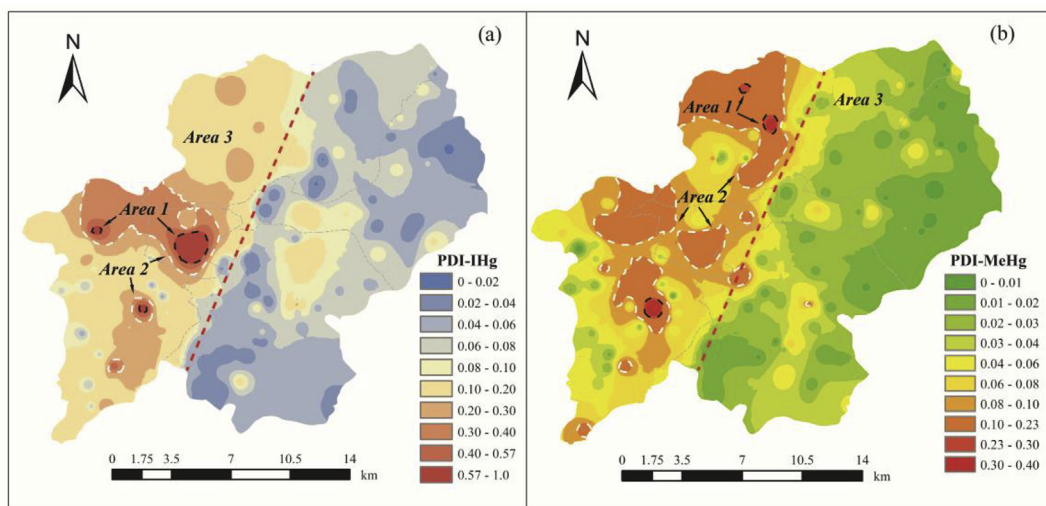 (a)
N
Area 3
Area 1
Area 2
PDI-IHg
0 - 0.02
0.02 - 0.04
0.04 - 0.06
0.06 - 0.08
0.08 - 0.10
0.10 - 0.20
0.20 - 0.30
0.30 - 0.40
0.40 - 0.57
0.57 - 1.0
0 1.75 3.5 7 10.5 14
km
(b)
N
Area 1
Area 3
Area 2
PDI-MeHg
0 - 0.01
0.01 - 0.02
0.02 - 0.03
0.03 - 0.04
0.04 - 0.06
0.06 - 0.08
0.08 - 0.10
0.10 - 0.23
0.23 - 0.30
0.30 - 0.40
0 1.75 3.5 7 10.5 14
km